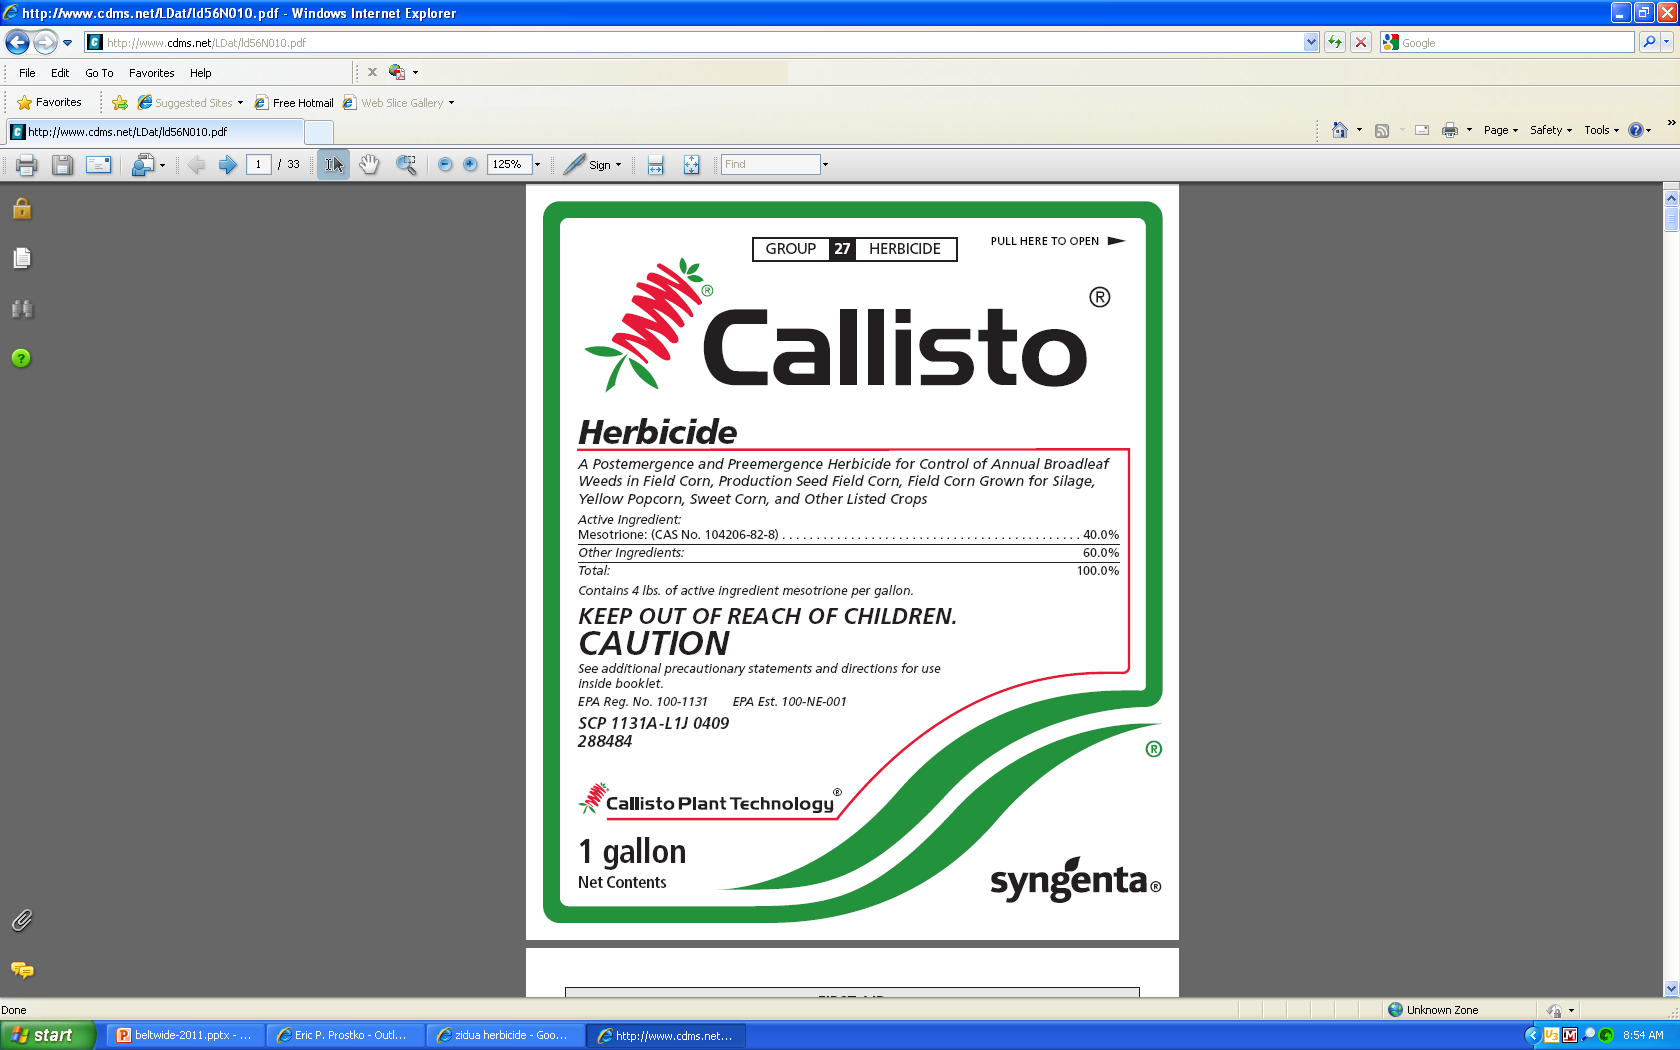 http://www.cdms.net/LDat/ld56N010.pdf - Windows Internet Explorer
http://www.cdms.net/LDat/ld56N010.pdf
Google
File Edit Go To Favorites Help
Favorites Suggested Sites Free Hotmail Web Slice Gallery
http://www.cdms.net/LDat/ld56N010.pdf
Page Safety Tools
1 / 33 125% Sign Find
GROUP 27 HERBICIDE
PULL HERE TO OPEN
®
®
Callisto
Herbicide
A Postemergence and Preemergence Herbicide for Control of Annual Broadleaf
Weeds in Field Corn, Production Seed Field Corn, Field Corn Grown for Silage,
Yellow Popcorn, Sweet Corn, and Other Listed Crops
Active Ingredient:
Mesotrione: (CAS No. 104206-82-8) . . . . . . . . . . . . . . . . . . . . . . . . . . . . . . . . . . . . . . . . . . . 40.0%
Other Ingredients: 60.0%
Total: 100.0%
Contains 4 lbs. of active ingredient mesotrione per gallon.
KEEP OUT OF REACH OF CHILDREN.
CAUTION
See additional precautionary statements and directions for use
inside booklet.
EPA Reg. No. 100-1131 EPA Est. 100-NE-001
SCP 1131A-L1J 0409
288484
®
Callisto Plant Technology®
1 gallon
Net Contents
syngenta®
Done Unknown Zone
start beltwide-2011.pptx - ... Eric P. Prostko - Outl... zidua herbicide - Goo... http://www.cdms.net... 8:54 AM